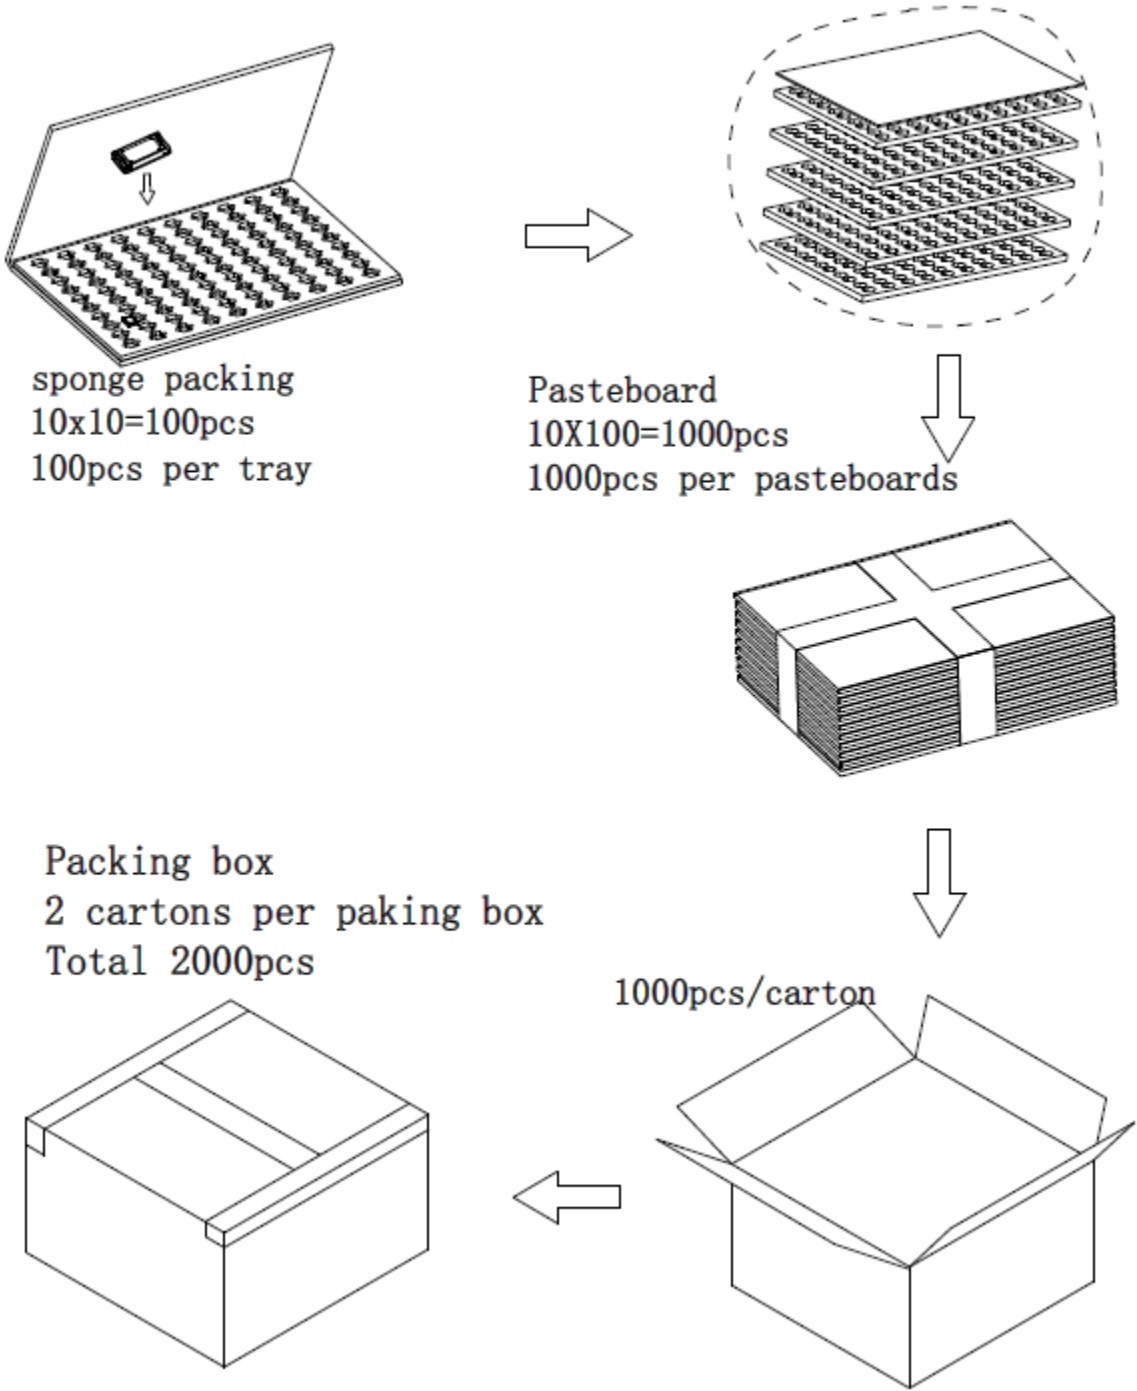 sponge packing
10x10=100pcs
100pcs per tray
Pasteboard
10X100=1000pcs
1000pcs per pasteboards
Packing box
2 cartons per paking box
Total 2000pcs
1000pcs/carton